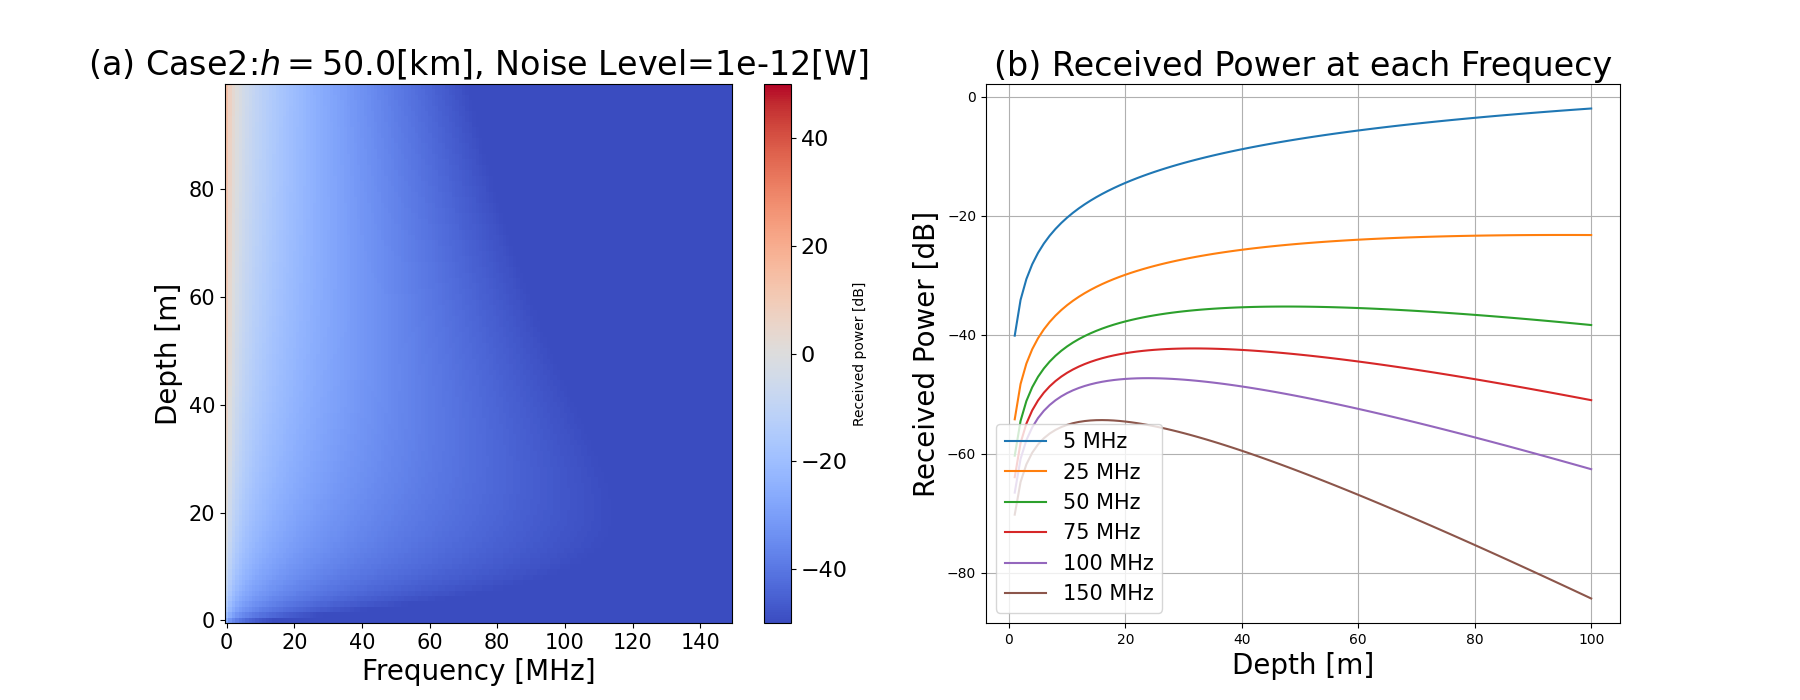 (a) Case2:h = 50.0[km], Noise Level=1e-12[W]
Depth [m]
80
60
40
20
0
0 20 40 60 80 100 120 140
Frequency [MHz]
40
20
0
−20
−40
Received power [dB]
(b) Received Power at each Frequecy
Received Power [dB]
0
−20
−40
−60
−80
5 MHz
25 MHz
50 MHz
75 MHz
100 MHz
150 MHz
0 20 40 60 80 100
Depth [m]